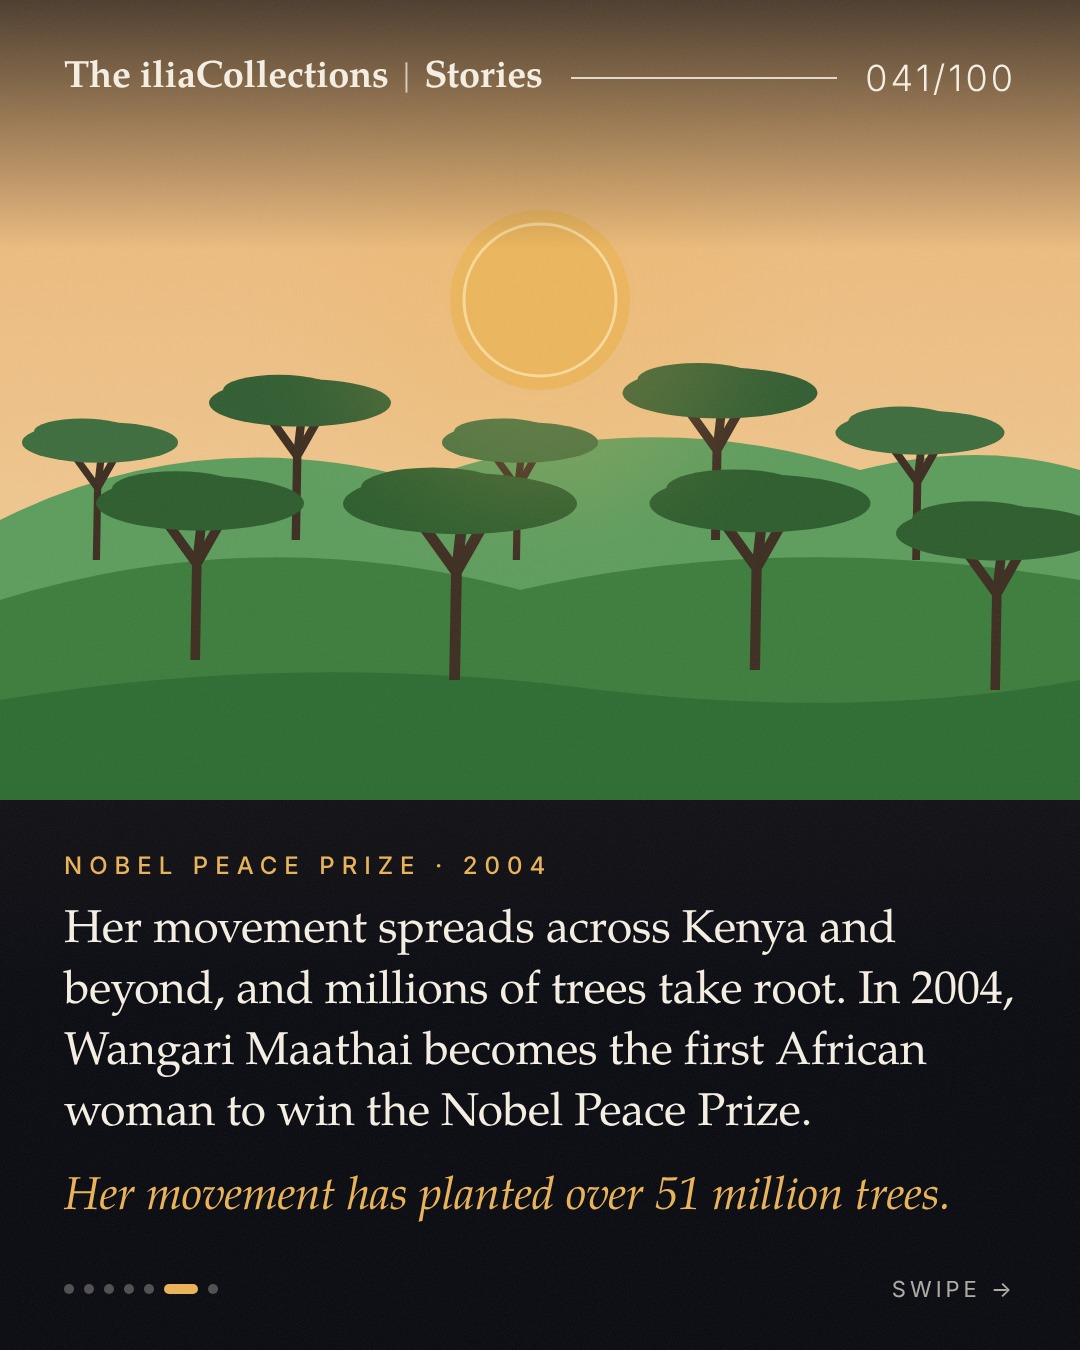 The iliaCollections | Stories 041/100
NOBEL PEACE PRIZE · 2004
Her movement spreads across Kenya and
beyond, and millions of trees take root. In 2004,
Wangari Maathai becomes the first African
woman to win the Nobel Peace Prize.
Her movement has planted over 51 million trees.
SWIPE →